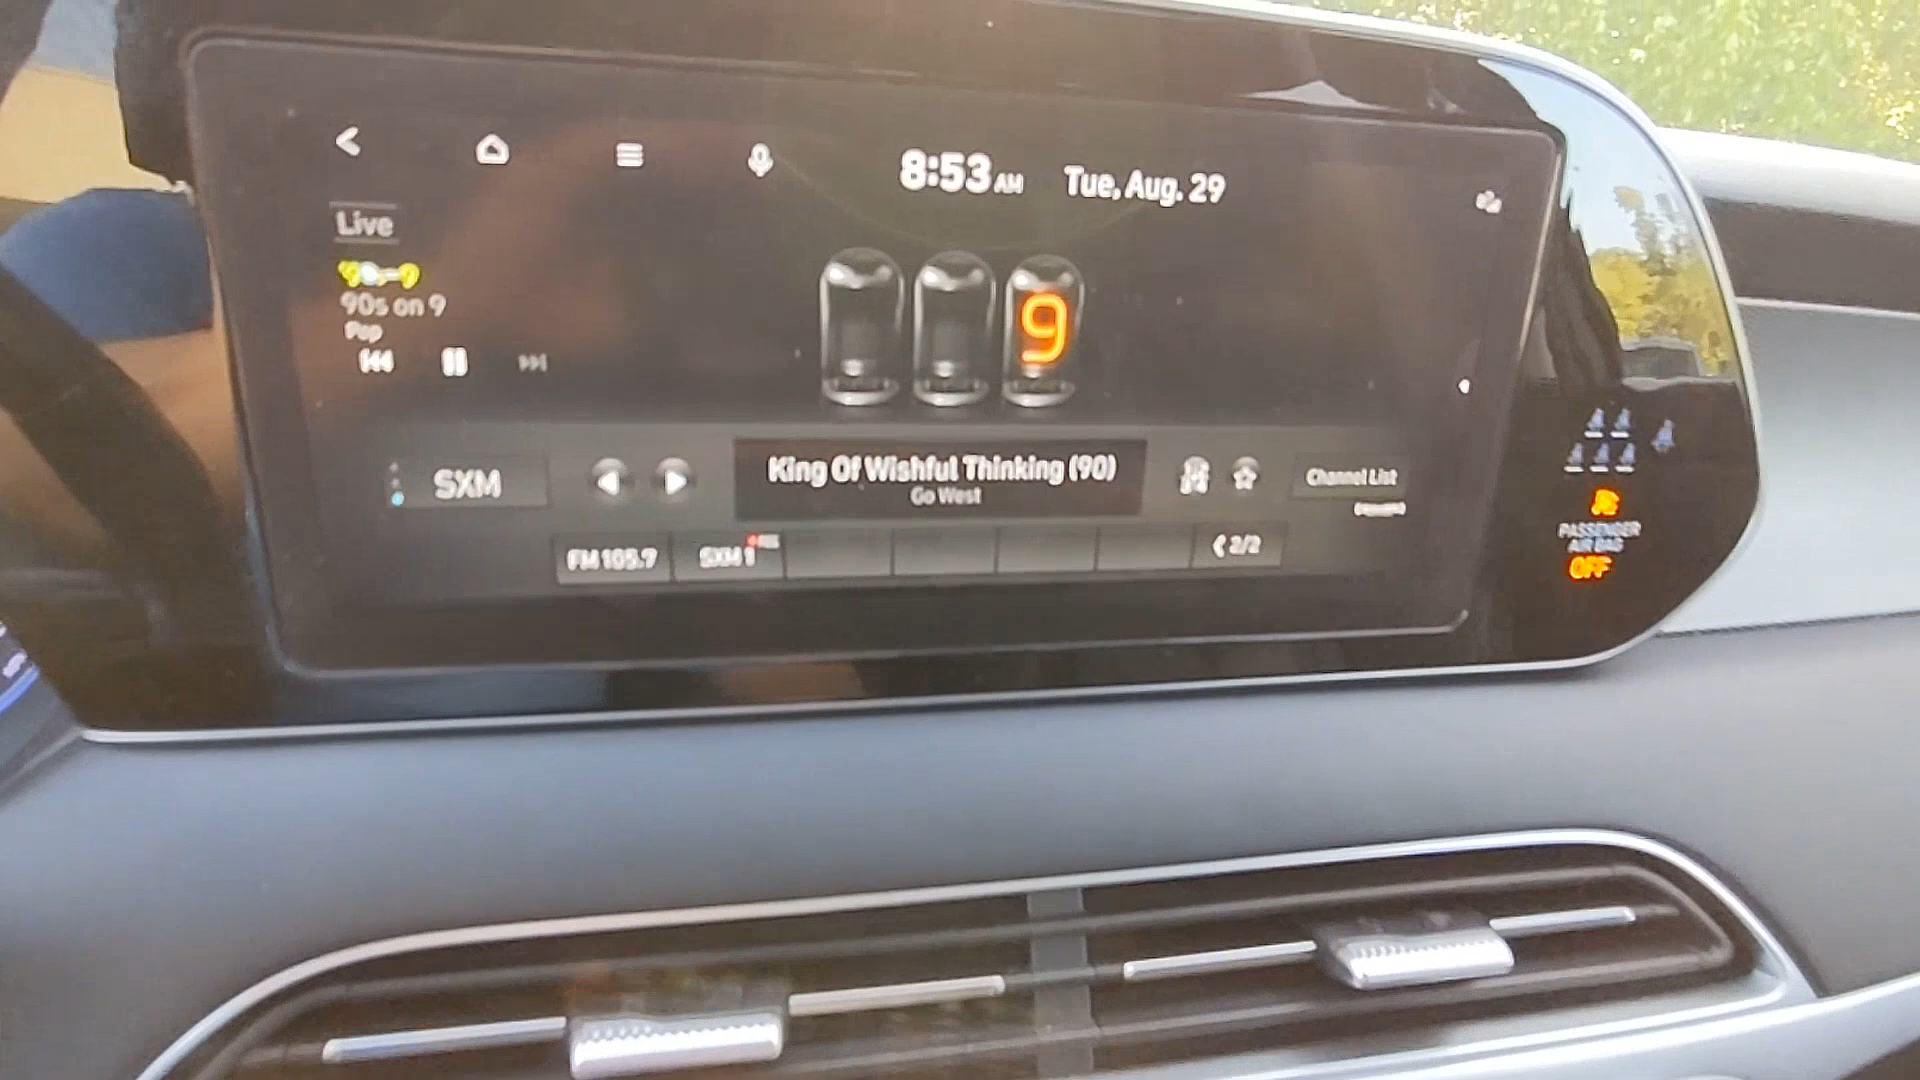 8:53 AM Tue, Aug. 29
Live
90s on 9
Pop
9
SXM
King Of Wishful Thinking (90)
Go West
Channel List
FM 105.7
SXM 1
2/2
PASSENGER
AIR BAG
OFF